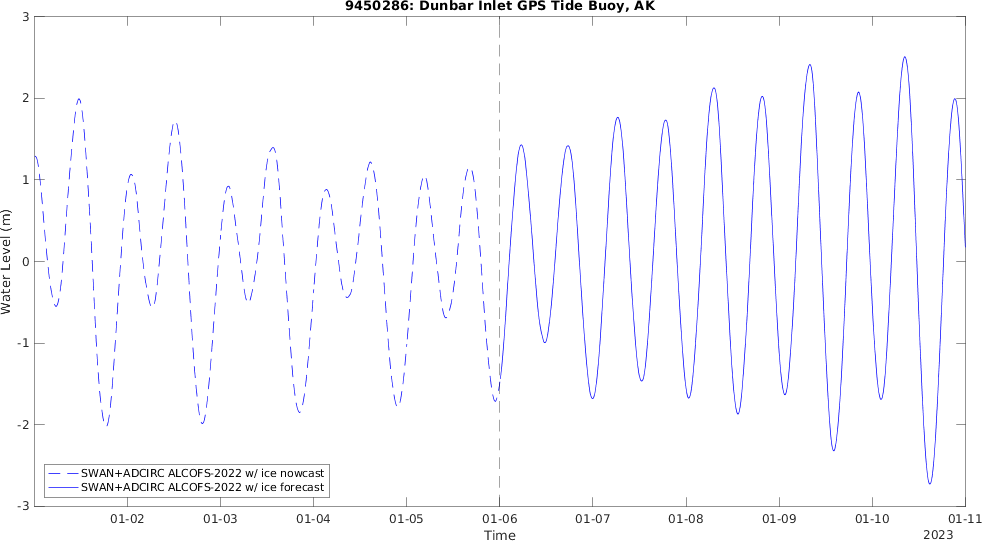 9450286: Dunbar Inlet GPS Tide Buoy, AK
3
2
1
0
-1
-2
-3
Water Level (m)
SWAN+ADCIRC ALCOFS-2022 w/ ice nowcast
SWAN+ADCIRC ALCOFS-2022 w/ ice forecast
01-02 01-03 01-04 01-05 01-06 01-07 01-08 01-09 01-10 01-11
Time
2023